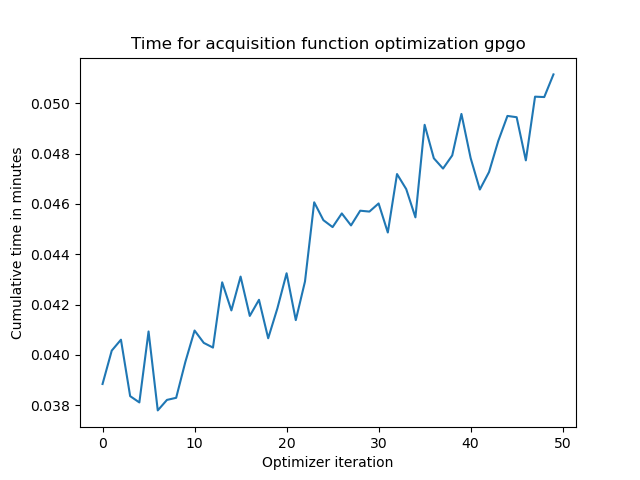 Time for acquisition function optimization gpgo
Cumulative time in minutes
0.050
0.048
0.046
0.044
0.042
0.040
0.038
0 10 20 30 40 50
Optimizer iteration